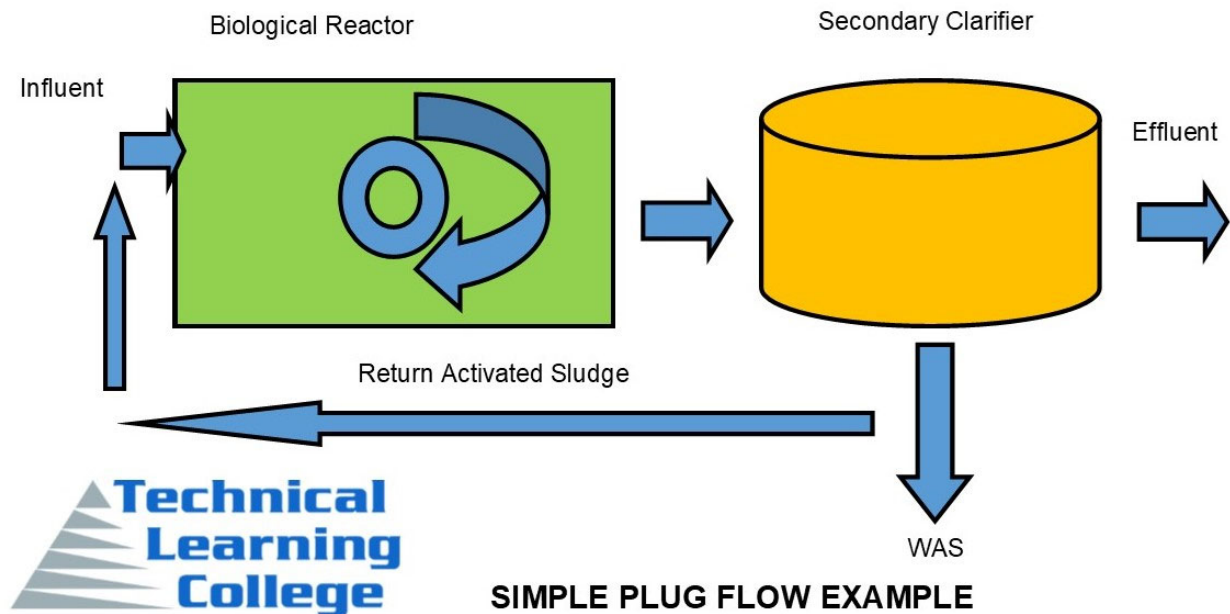 Biological Reactor
Secondary Clarifier
Influent
Effluent
Return Activated Sludge
WAS
Technical
Learning
College
SIMPLE PLUG FLOW EXAMPLE